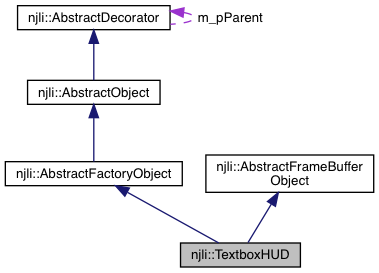 njli::AbstractDecorator
m_pParent
njli::AbstractObject
njli::AbstractFactoryObject
njli::AbstractFrameBuffer
Object
njli::TextboxHUD